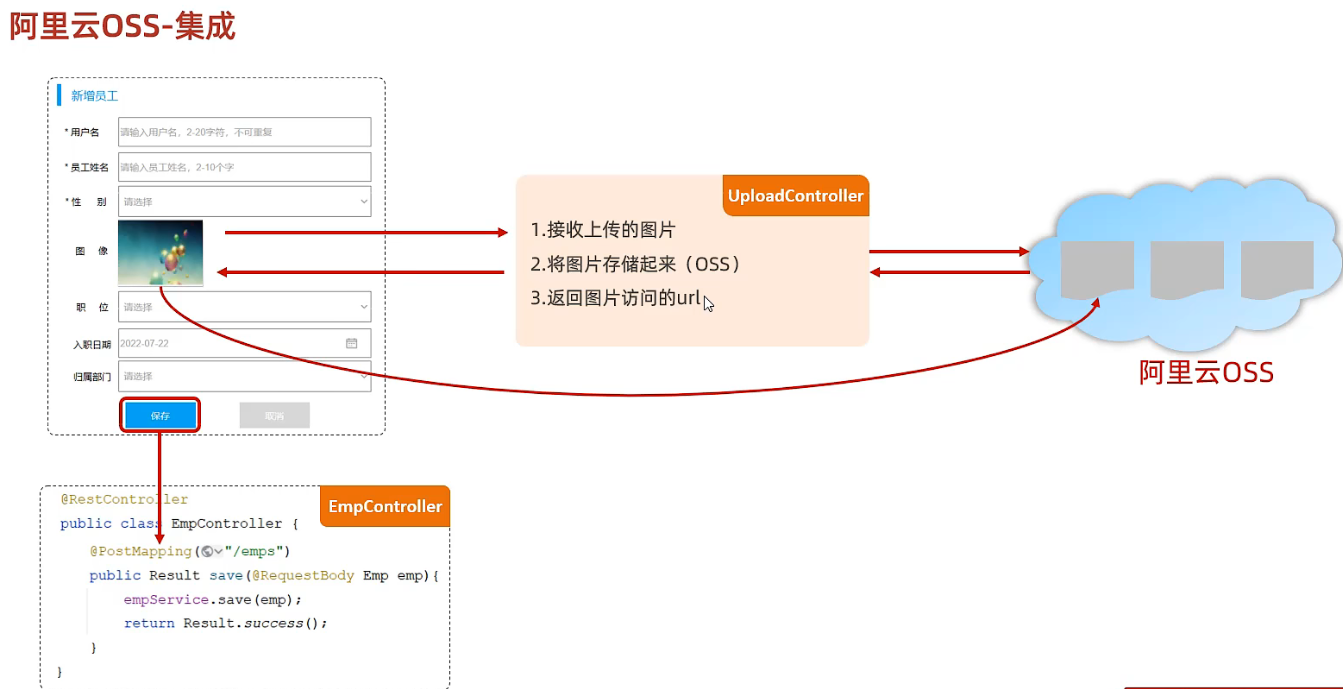 阿里云OSS-集成
新增员工
* 用户名 请输入用户名，2-20字符，不可重复
* 员工姓名 请输入员工姓名，2-10个字
* 性 别 请选择
图 像
职 位 请选择
入职日期 2022-07-22
归属部门 请选择
保存 取消
UploadController
1.接收上传的图片
2.将图片存储起来（OSS）
3.返回图片访问的url
阿里云OSS
EmpController
@RestController
public class EmpController {
@PostMapping("/emps")
public Result save(@RequestBody Emp emp){
empService.save(emp);
return Result.success();
}
}